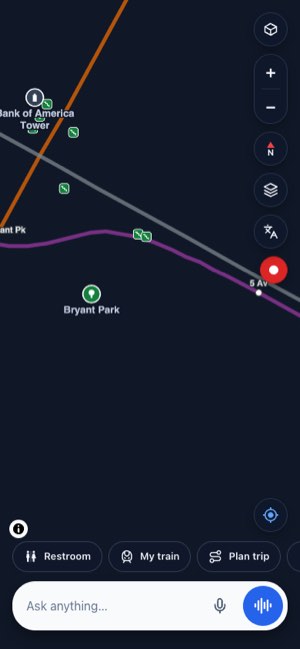 Bank of America
Tower
N
ant Pk
5 Av
Bryant Park
Restroom
My train
Plan trip
Ask anything...